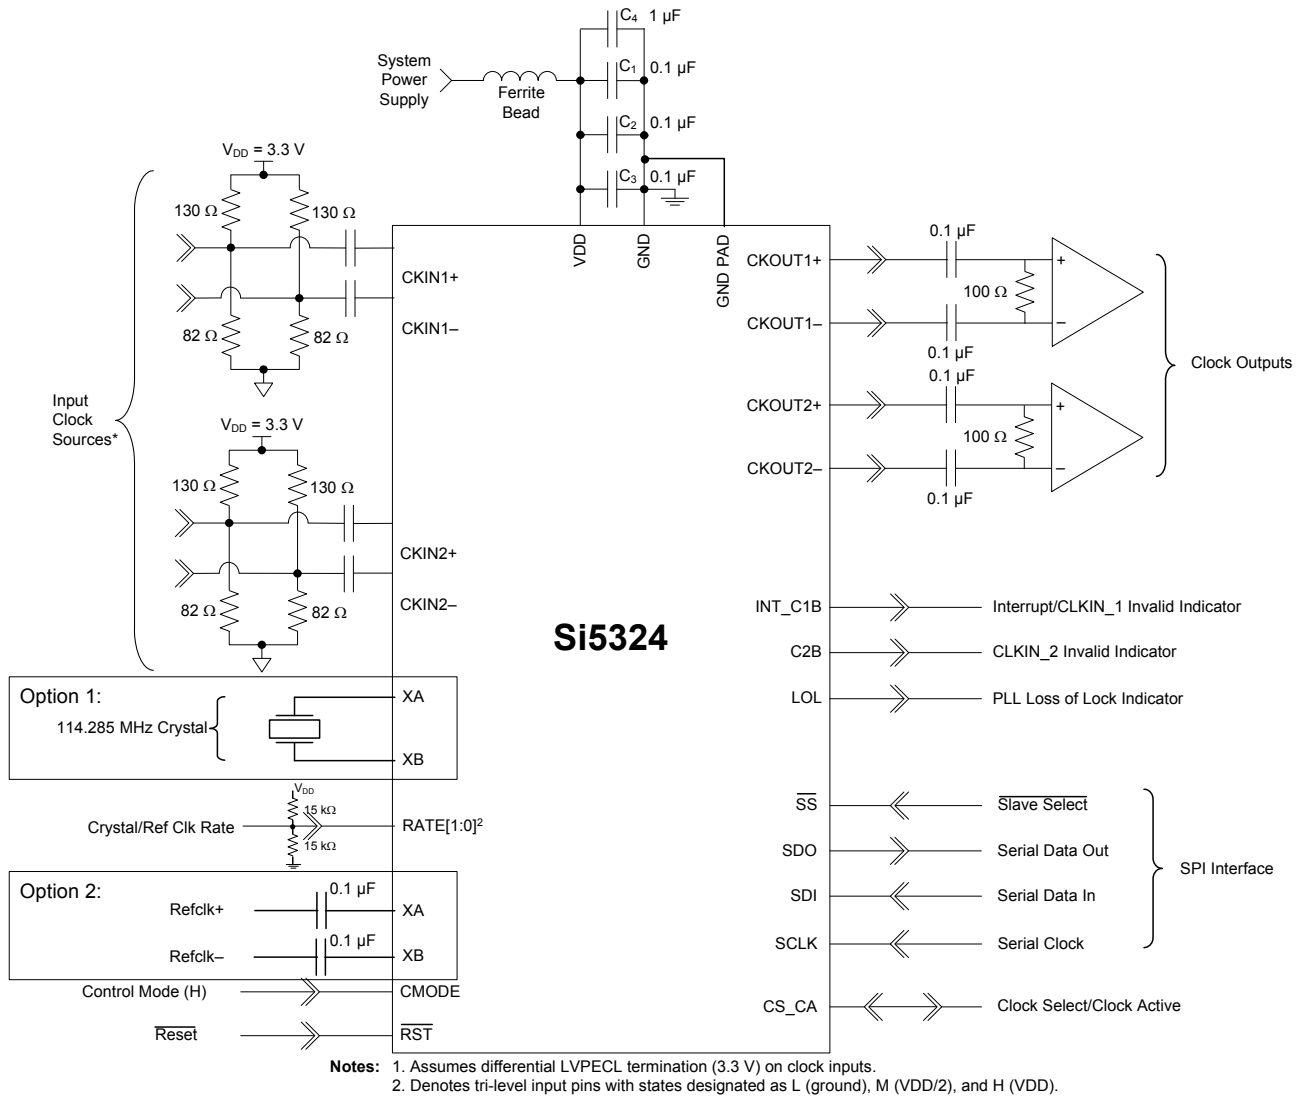 C4 1 µF
System
Power
Supply
Ferrite
Bead
C1 0.1 µF
C2 0.1 µF
C3 0.1 µF
VDD = 3.3 V
130 Ω
130 Ω
82 Ω
82 Ω
CKIN1+
CKIN1–
Input
Clock
Sources*
VDD = 3.3 V
130 Ω
130 Ω
82 Ω
82 Ω
CKIN2+
CKIN2–
VDD
GND
GND PAD
Si5324
CKOUT1+
0.1 µF
100 Ω
+
–
CKOUT1–
0.1 µF
CKOUT2+
0.1 µF
100 Ω
+
–
CKOUT2–
0.1 µF
Clock Outputs
INT_C1B Interrupt/CLKIN_1 Invalid Indicator
C2B CLKIN_2 Invalid Indicator
LOL PLL Loss of Lock Indicator
Option 1:
114.285 MHz Crystal
XA
XB
VDD
15 kΩ
Crystal/Ref Clk Rate
15 kΩ
RATE[1:0]2
Option 2:
Refclk+ 0.1 µF XA
Refclk– 0.1 µF XB
Control Mode (H) CMODE
Reset RST
SS Slave Select
SDO Serial Data Out
SDI Serial Data In
SCLK Serial Clock
SPI Interface
CS_CA Clock Select/Clock Active
Notes: 1. Assumes differential LVPECL termination (3.3 V) on clock inputs.
2. Denotes tri-level input pins with states designated as L (ground), M (VDD/2), and H (VDD).